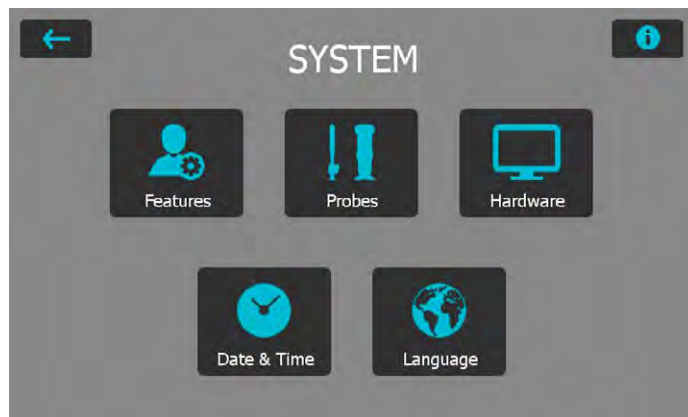 SYSTEM
Features
Probes
Hardware
Date & Time
Language